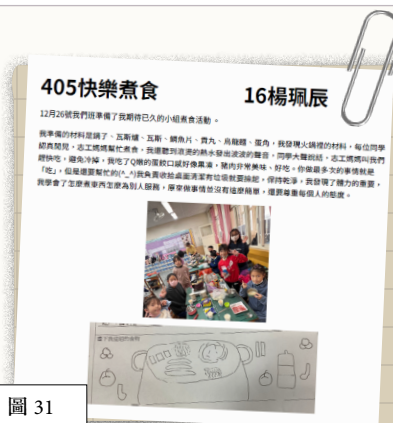 405快樂煮食 16楊珮辰
12月26號我們班準備了我期待已久的小組煮食活動。
我準備的材料是鍋子、瓦斯爐、瓦斯、鯛魚片、貢丸、烏龍麵、蛋角，我發現火鍋裡的材料，每位同學
認真聞見，志工媽媽幫忙煮食，我還聽到滾燙的熱水發出波波的聲音，同學大聲說話，志工媽媽叫我們
趕快吃，避免冷掉，我吃了Q嫩的蛋餃口感好像果凍，豬肉非常美味、好吃。你做最多次的事情就是
「吃」，但是還要幫忙的(^_^)我負責收拾桌面清潔有垃圾就要撿起，保持乾淨，我發現了體力的重要，
我學會了怎麼煮東西怎麼為別人服務，原來做事情並沒有這麼簡單，還要尊重每個人的態度。
圖 31